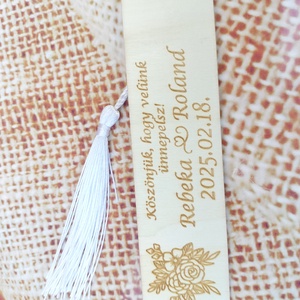 Köszönjük, hogy velünk
ünnepelsz!
Rebeka & Roland
2025.02.18.